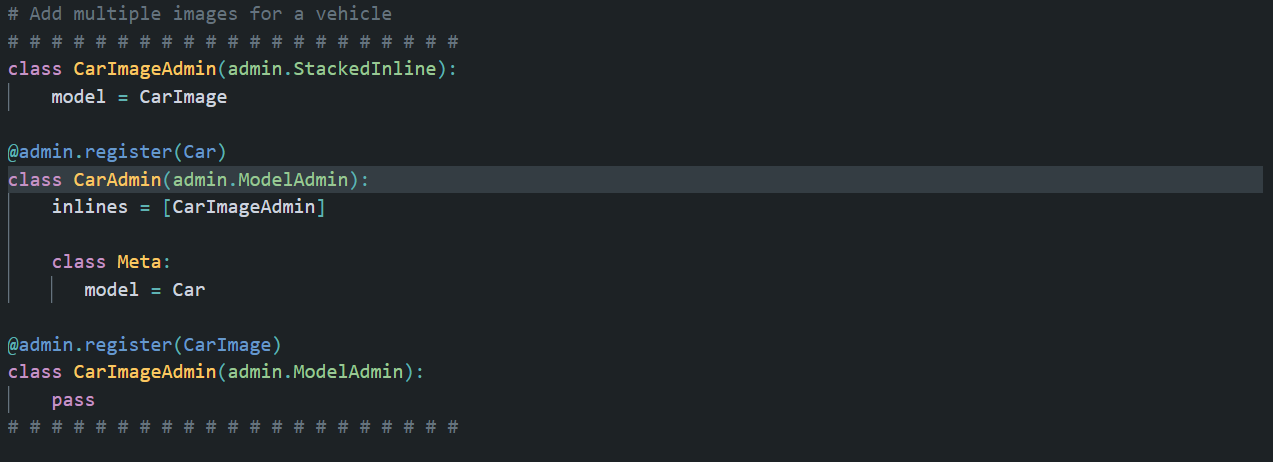 # Add multiple images for a vehicle
# # # # # # # # # # # # # # # # # # # # #
class CarImageAdmin(admin.StackedInline):
    model = CarImage
@admin.register(Car)
class CarAdmin(admin.ModelAdmin):
    inlines = [CarImageAdmin]
    class Meta:
       model = Car
@admin.register(CarImage)
class CarImageAdmin(admin.ModelAdmin):
    pass
# # # # # # # # # # # # # # # # # # # # #